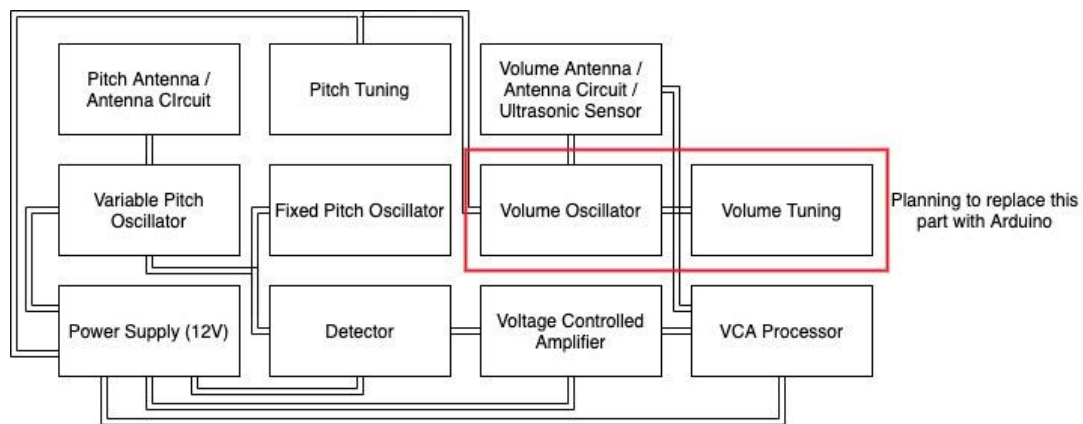 Pitch Antenna /
Antenna CIrcuit
Pitch Tuning
Volume Antenna /
Antenna Circuit /
Ultrasonic Sensor
Variable Pitch
Oscillator
Fixed Pitch Oscillator
Volume Oscillator
Volume Tuning
Planning to replace this
part with Arduino
Power Supply (12V)
Detector
Voltage Controlled
Amplifier
VCA Processor